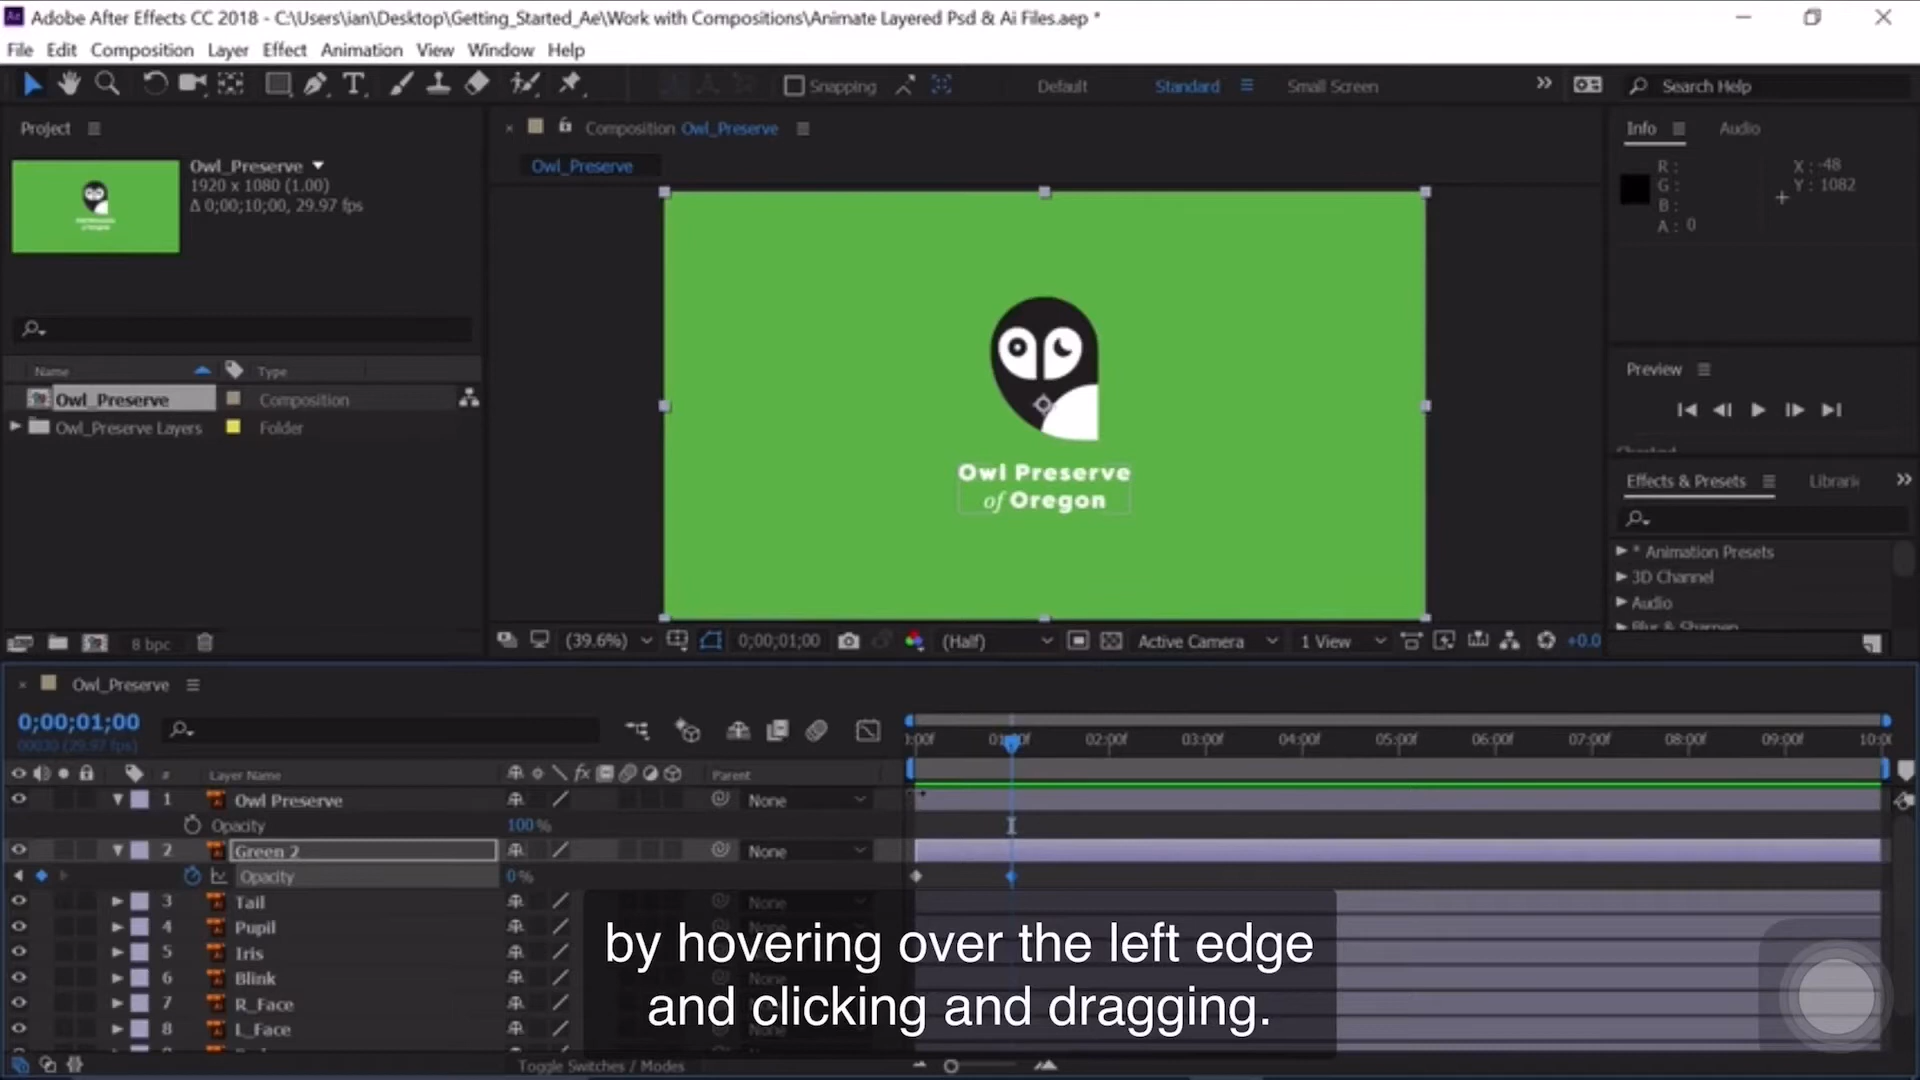 Adobe After Effects CC 2018 - C:\Users\ian\Desktop\Getting_Started_Ae\Work with Compositions\Animate Layered Psd & Ai Files.aep *
File Edit Composition Layer Effect Animation View Window Help
Snapping Default Standard Small Screen Search Help
Project
Owl_Preserve
1920 x 1080 (1.00)
Δ 0;00;10;00, 29.97 fps
Name Type
Owl_Preserve Composition
Owl_Preserve Layers Folder
8 bpc
Composition Owl_Preserve
Owl_Preserve
Owl Preserve
of Oregon
(39.6%) 0;00;01;00 (Half) Active Camera 1 View +0.0
Info Audio
R :
G :
B :
A : 0
X : -48
Y : 1082
Preview
Effects & Presets Librari
* Animation Presets
3D Channel
Audio
Blur & Sharpen
Owl_Preserve
0;00;01;00
00030 (29.97 fps)
):00f 01:00f 02:00f 03:00f 04:00f 05:00f 06:00f 07:00f 08:00f 09:00f 10:0(
# Layer Name fx Parent
1 Owl Preserve None
Opacity 100 %
2 Green 2 None
Opacity 0 %
3 Tail None
4 Pupil None
5 Iris
6 Blink
7 R_Face
8 L_Face
Toggle Switches / Modes
by hovering over the left edge
and clicking and dragging.